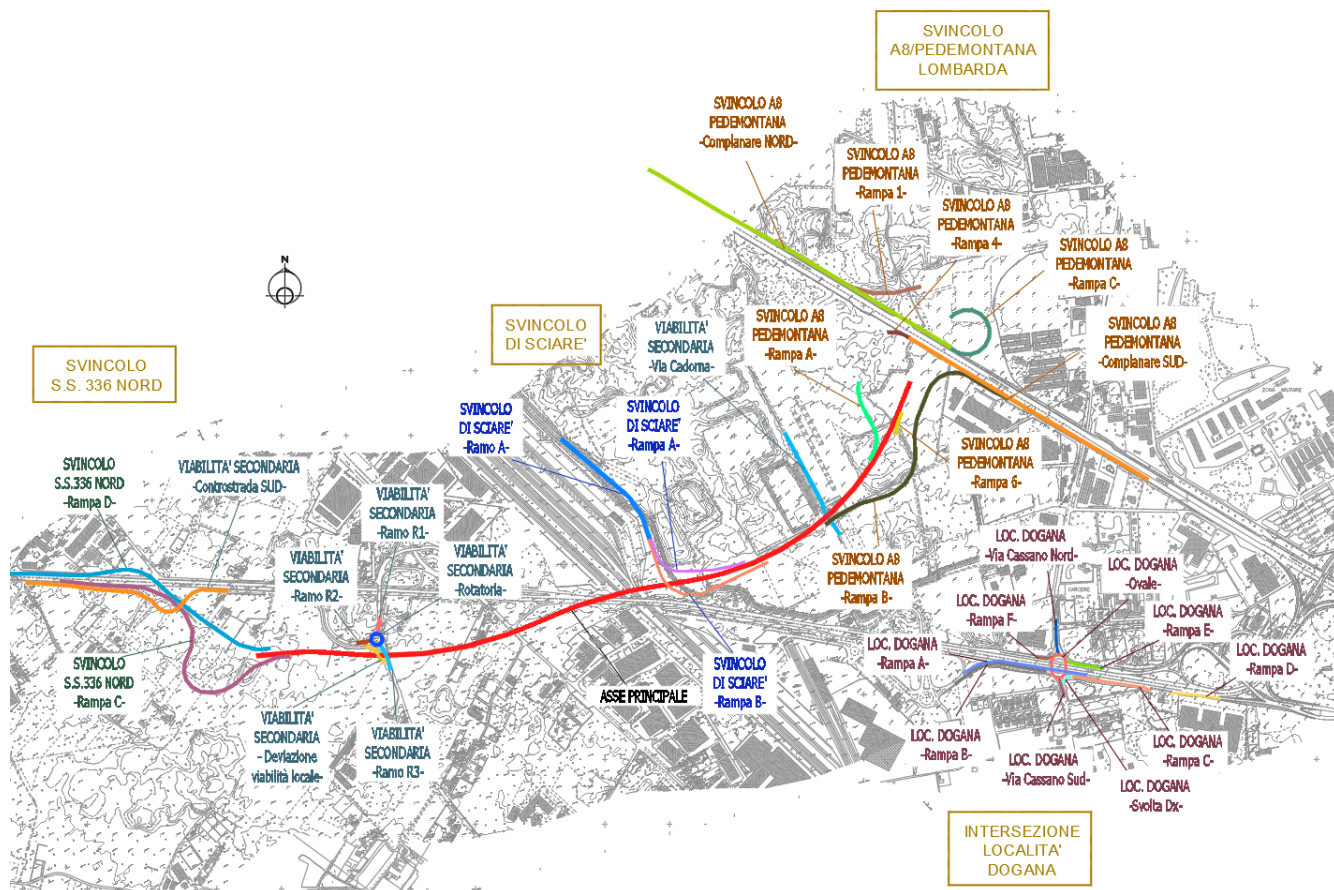 SVINCOLO
A8/PEDEMONTANA
LOMBARDA
SVINCOLO A8
PEDEMONTANA
-Complanare NORD-
SVINCOLO A8
PEDEMONTANA
-Rampa 1-
SVINCOLO A8
PEDEMONTANA
-Rampa 4-
SVINCOLO A8
PEDEMONTANA
-Rampa C-
N
SVINCOLO
DI SCIARE'
VIABILITA'
SECONDARIA
-Via Cadorna-
SVINCOLO A8
PEDEMONTANA
-Rampa A-
SVINCOLO A8
PEDEMONTANA
-Complanare SUD-
SVINCOLO
S.S. 336 NORD
ZONA MILITARE
SVINCOLO
DI SCIARE'
-Ramo A-
SVINCOLO
DI SCIARE'
-Rampa A-
SVINCOLO A8
PEDEMONTANA
-Rampa 6-
SVINCOLO
S.S.336 NORD
-Rampa D-
VIABILITA' SECONDARIA
-Controstrada SUD-
VIABILITA'
SECONDARIA
-Ramo R1-
VIABILITA'
SECONDARIA
-Ramo R2-
VIABILITA'
SECONDARIA
-Rotatoria-
SVINCOLO A8
PEDEMONTANA
-Rampa B-
LOC. DOGANA
-Via Cassano Nord-
LOC. DOGANA
-Ovale-
CARCERE
LOC. DOGANA
-Rampa F-
LOC. DOGANA
-Rampa E-
LOC. DOGANA
-Rampa A-
LOC. DOGANA
-Rampa D-
SVINCOLO
S.S.336 NORD
-Rampa C-
ASSE PRINCIPALE
SVINCOLO
DI SCIARE'
-Rampa B-
VIABILITA'
SECONDARIA
- Deviazione
viabilità locale-
VIABILITA'
SECONDARIA
-Ramo R3-
LOC. DOGANA
-Rampa B-
LOC. DOGANA
-Via Cassano Sud-
LOC. DOGANA
-Rampa C-
LOC. DOGANA
-Svolta Dx-
INTERSEZIONE
LOCALITA'
DOGANA